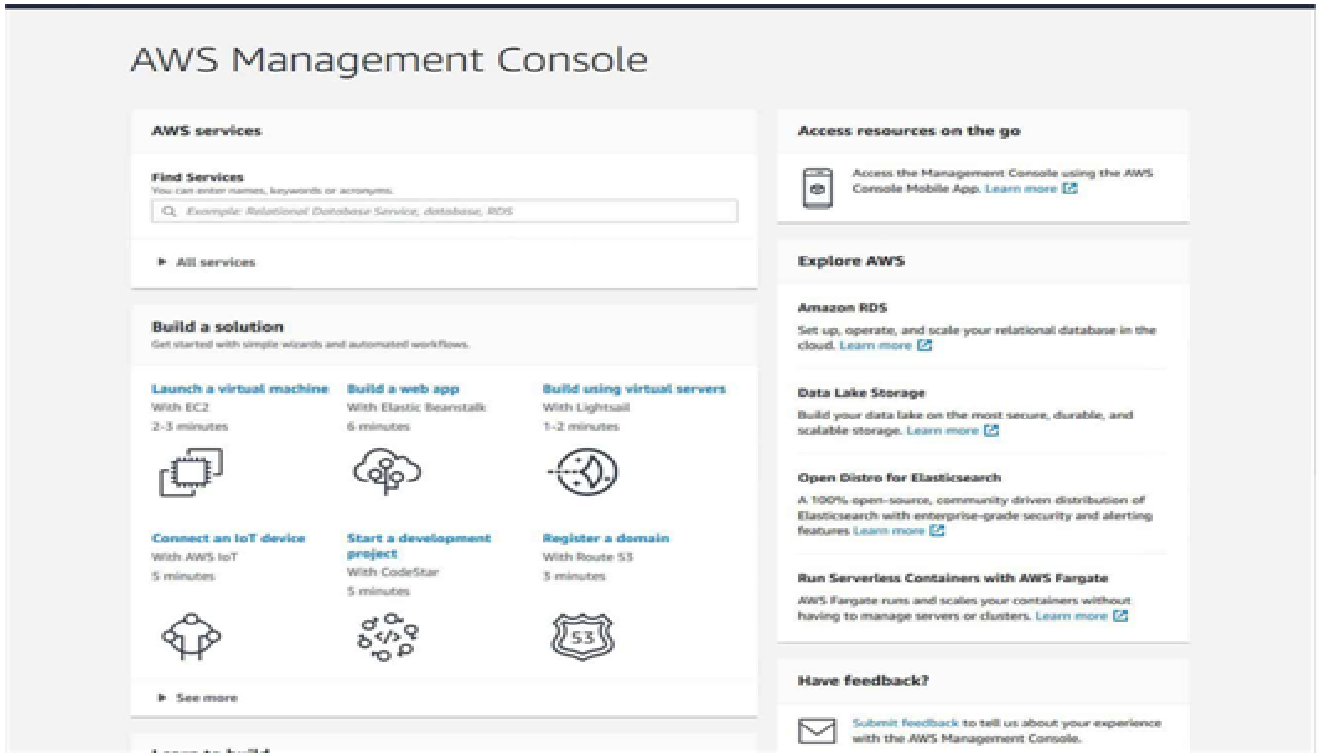 AWS Management Console
AWS services
Find Services
You can enter names, keywords or acronyms.
Example: Relational Database Service, database, RDS
All services
Build a solution
Get started with simple wizards and automated workflows.
Launch a virtual machine
With EC2
2-3 minutes
Build a web app
With Elastic Beanstalk
6 minutes
Build using virtual servers
With Lightsail
1-2 minutes
Connect an IoT device
With AWS IoT
5 minutes
Start a development
project
With CodeStar
5 minutes
Register a domain
With Route 53
3 minutes
53
See more
Learn to build
Access resources on the go
Access the Management Console using the AWS
Console Mobile App. Learn more
Explore AWS
Amazon RDS
Set up, operate, and scale your relational database in the
cloud. Learn more
Data Lake Storage
Build your data lake on the most secure, durable, and
scalable storage. Learn more
Open Distro for Elasticsearch
A 100% open-source, community driven distribution of
Elasticsearch with enterprise-grade security and alerting
features Learn more
Run Serverless Containers with AWS Fargate
AWS Fargate runs and scales your containers without
having to manage servers or clusters. Learn more
Have feedback?
Submit feedback to tell us about your experience
with the AWS Management Console.